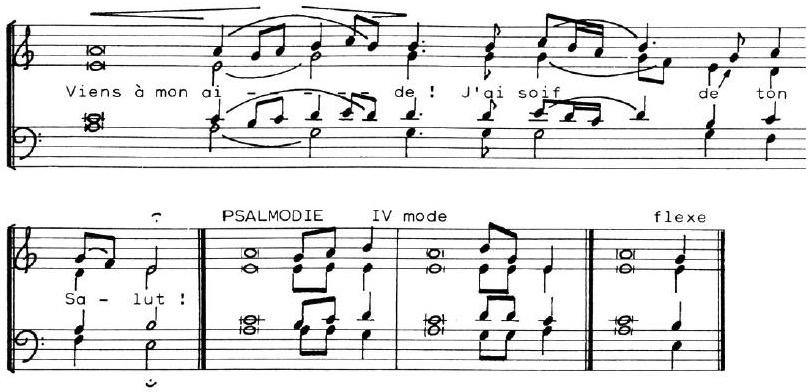 Viens à mon ai - - - - - - de ! J'ai soif de ton
PSALMODIE IV mode flexe
Sa - lut !